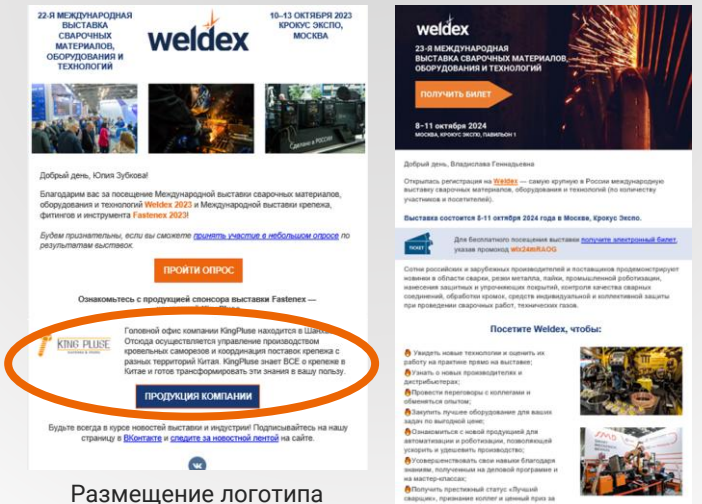 22-Я МЕЖДУНАРОДНАЯ
ВЫСТАВКА
СВАРОЧНЫХ
МАТЕРИАЛОВ,
ОБОРУДОВАНИЯ И
ТЕХНОЛОГИЙ
weldex
10–13 ОКТЯБРЯ 2023
КРОКУС ЭКСПО,
МОСКВА
Сделано в РОССИИ
Добрый день, Юлия Зубкова!
Благодарим вас за посещение Международной выставки сварочных материалов,
оборудования и технологий Weldex 2023 и Международной выставки крепежа,
фитингов и инструмента Fastenex 2023!
Будем признательны, если вы сможете принять участие в небольшом опросе по
результатам выставок.
ПРОЙТИ ОПРОС
Ознакомьтесь с продукцией спонсора выставки Fastenex —
KING PLUSE
Головной офис компании KingPluse находится в
Отсюда осуществляется управление производством
кровельных саморезов и координация поставок крепежа с
разных территорий Китая. KingPluse знает ВСЕ о крепеже в
Китае и готов трансформировать эти знания в вашу пользу.
ПРОДУКЦИЯ КОМПАНИИ
Будьте всегда в курсе новостей выставки и индустрии! Подписывайтесь на нашу
страницу в ВКонтакте и следите за новостной лентой на сайте.
Размещение логотипа
weldex
23-Я МЕЖДУНАРОДНАЯ
ВЫСТАВКА СВАРОЧНЫХ МАТЕРИАЛОВ,
ОБОРУДОВАНИЯ И ТЕХНОЛОГИЙ
ПОЛУЧИТЬ БИЛЕТ
8–11 октября 2024
МОСКВА, КРОКУС ЭКСПО, ПАВИЛЬОН 1
Добрый день, Владислава Геннадьевна
Открылась регистрация на Weldex — самую крупную в России международную
выставку сварочных материалов, оборудования и технологий (по количеству
участников и посетителей).
Выставка состоится 8-11 октября 2024 года в Москве, Крокус Экспо.
TICKET
Для бесплатного посещения выставки получите электронный билет,
указав промокод wtx24mRAOG
Сотни российских и зарубежных производителей и поставщиков продемонстрируют
новинки в области сварки, резки металла, пайки, промышленной роботизации,
нанесения защитных и упрочняющих покрытий, контроля качества сварных
соединений, обработки кромок, средств индивидуальной и коллективной защиты
при проведении сварочных работ, технических газов.
Посетите Weldex, чтобы:
Увидеть новые технологии и оценить их
работу на практике прямо на выставке;
Узнать о новых производителях и
дистрибьютерах;
Провести переговоры с коллегами и
обменяться опытом;
Закупить лучшее оборудование для ваших
задач по выгодной цене;
Ознакомиться с новой продукцией для
автоматизации и роботизации, позволяющей
ускорить и удешевить производство;
Усовершенствовать свои навыки благодаря
знаниям, полученным на деловой программе и
на мастер-классах;
Получить престижный статус «Лучший
сварщик», признание коллег и ценный приз за